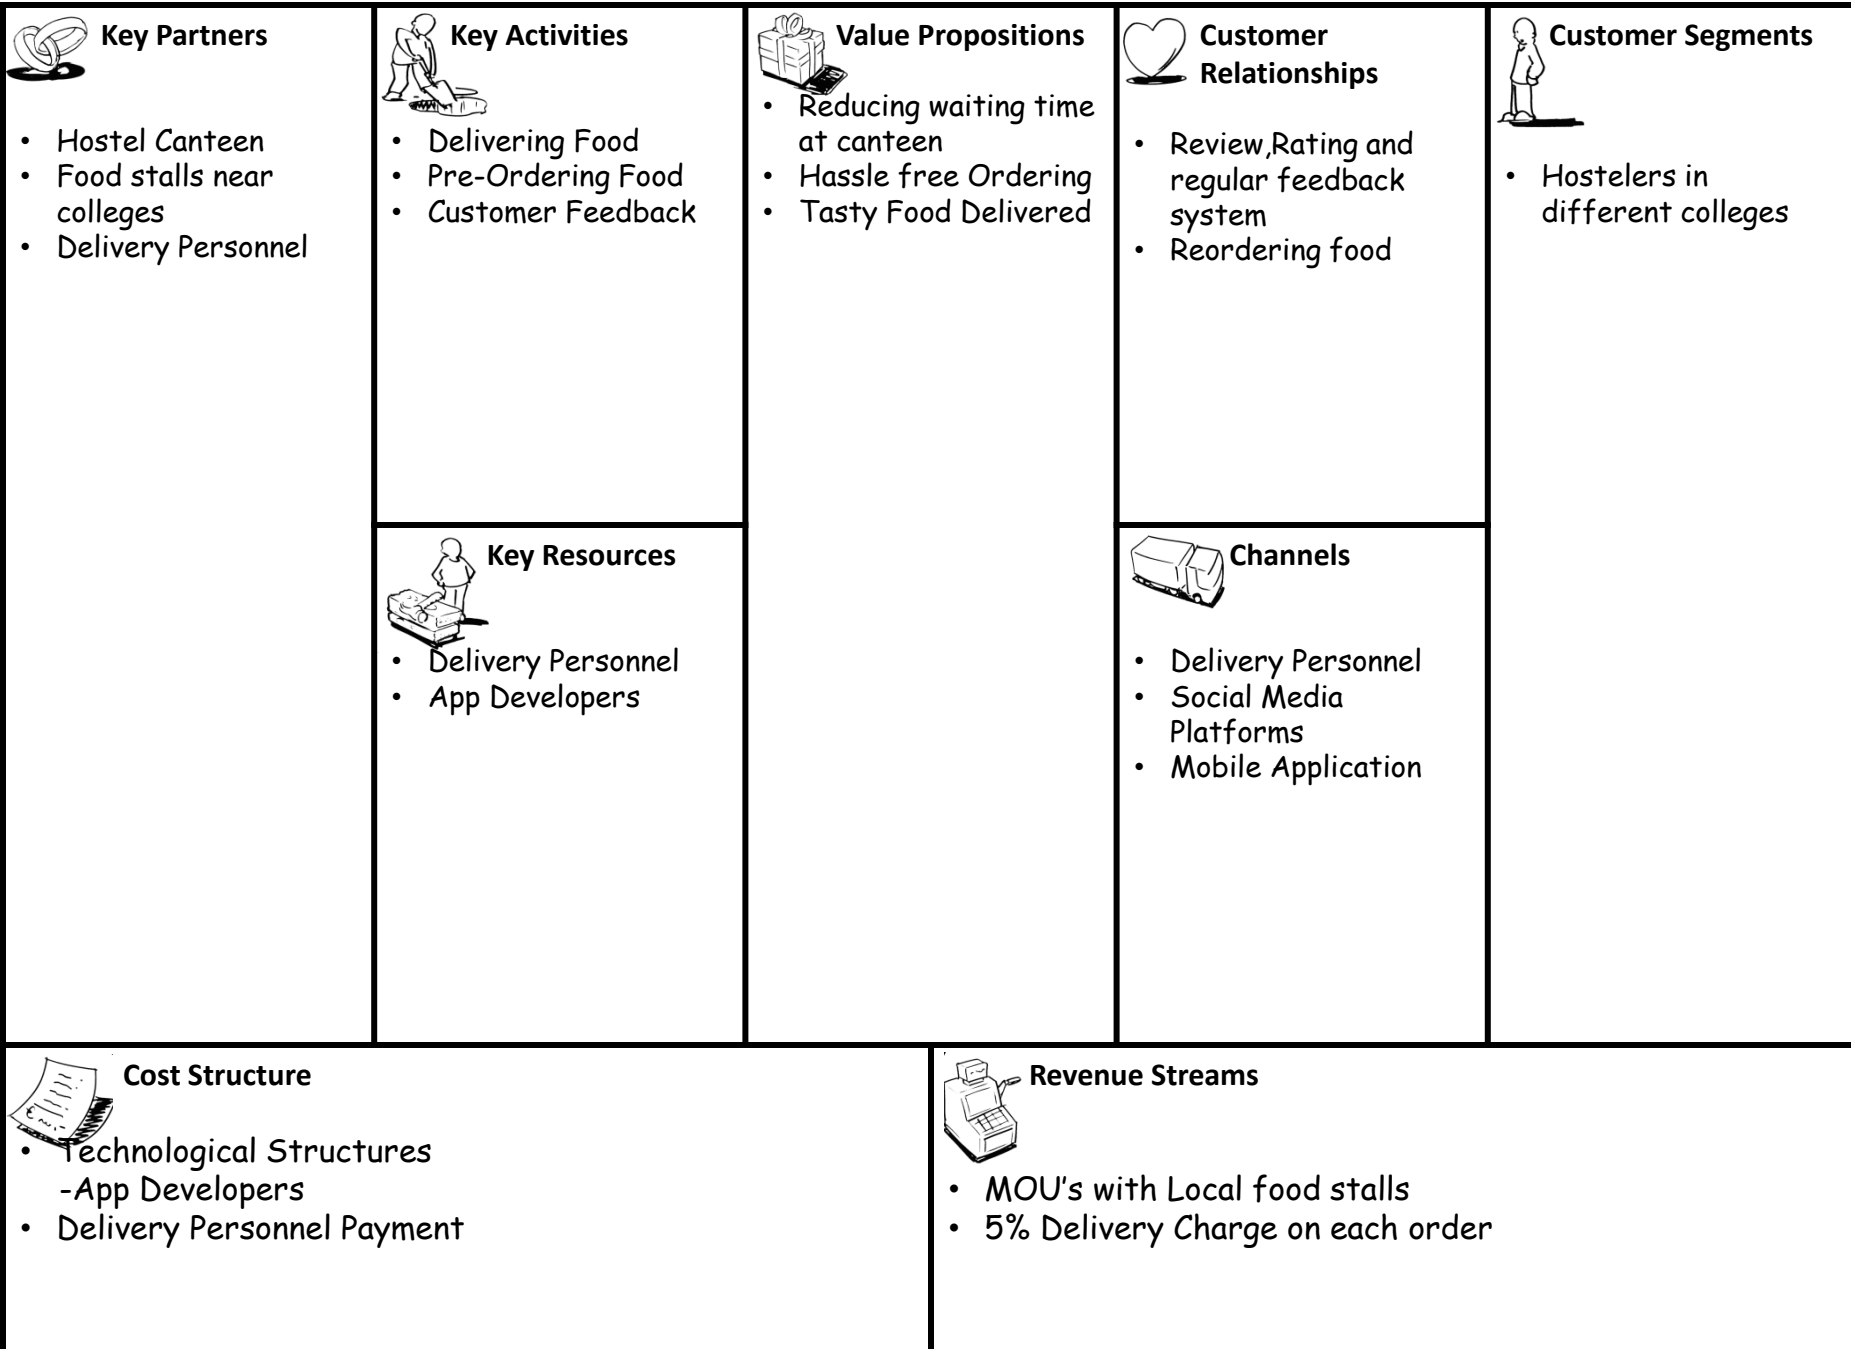 Key Partners
• Hostel Canteen
• Food stalls near
colleges
• Delivery Personnel
Key Activities
• Delivering Food
• Pre-Ordering Food
• Customer Feedback
Key Resources
• Delivery Personnel
• App Developers
Value Propositions
• Reducing waiting time
at canteen
• Hassle free Ordering
• Tasty Food Delivered
Customer
Relationships
• Review,Rating and
regular feedback
system
• Reordering food
Channels
• Delivery Personnel
• Social Media
Platforms
• Mobile Application
Customer Segments
• Hostelers in
different colleges
Cost Structure
• Technological Structures
-App Developers
• Delivery Personnel Payment
Revenue Streams
• MOU's with Local food stalls
• 5% Delivery Charge on each order